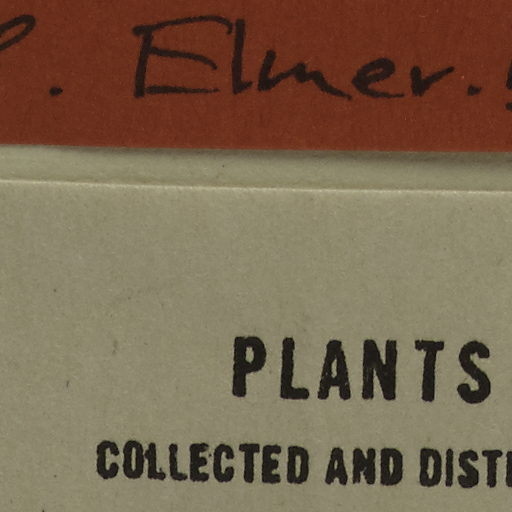 . Elmer.
PLANTS
COLLECTED AND DIST